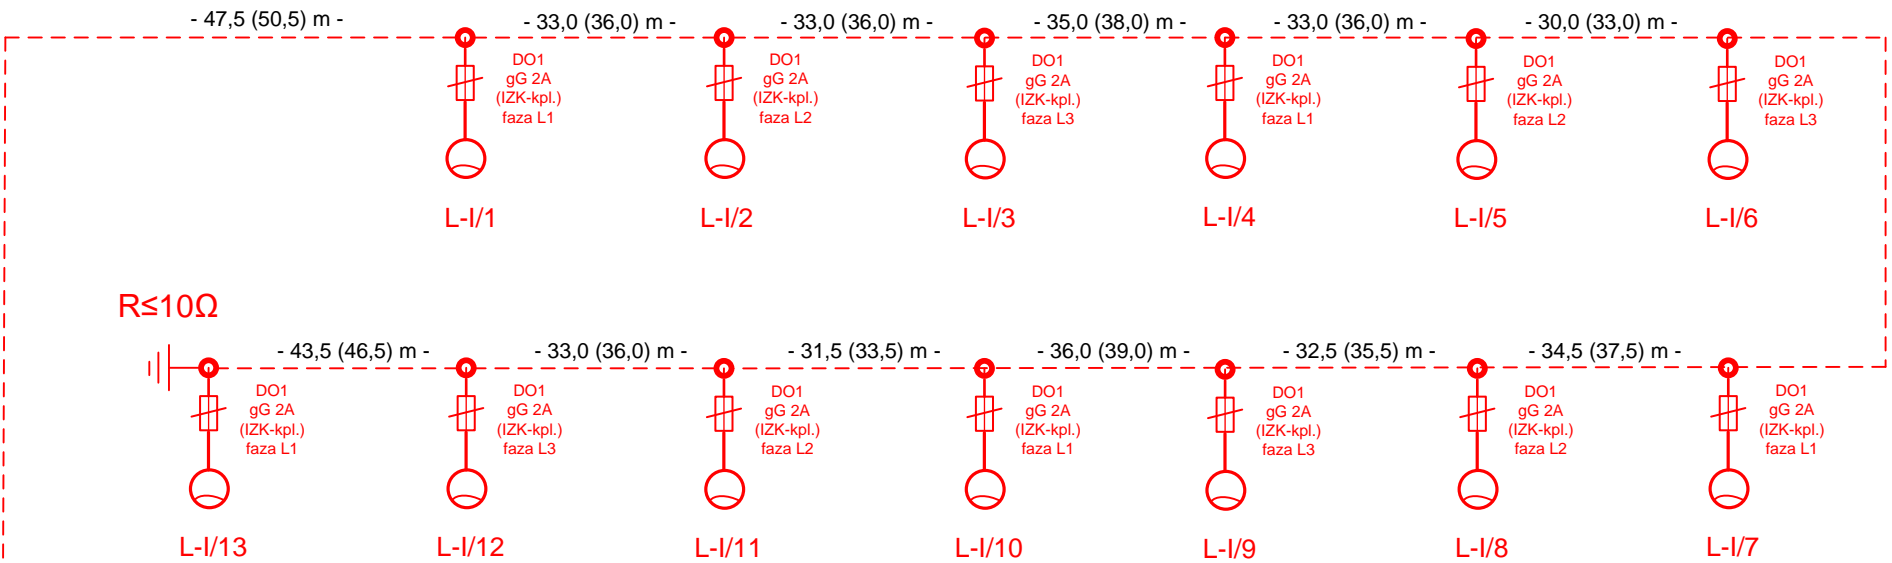 - 47,5 (50,5) m -
- 33,0 (36,0) m -
- 33,0 (36,0) m -
- 35,0 (38,0) m -
- 33,0 (36,0) m -
- 30,0 (33,0) m -
DO1
gG 2A
(IZK-kpl.)
faza L1
DO1
gG 2A
(IZK-kpl.)
faza L2
DO1
gG 2A
(IZK-kpl.)
faza L3
DO1
gG 2A
(IZK-kpl.)
faza L1
DO1
gG 2A
(IZK-kpl.)
faza L2
DO1
gG 2A
(IZK-kpl.)
faza L3
L-I/1
L-I/2
L-I/3
L-I/4
L-I/5
L-I/6
R≤10Ω
- 43,5 (46,5) m -
- 33,0 (36,0) m -
- 31,5 (33,5) m -
- 36,0 (39,0) m -
- 32,5 (35,5) m -
- 34,5 (37,5) m -
DO1
gG 2A
(IZK-kpl.)
faza L1
DO1
gG 2A
(IZK-kpl.)
faza L3
DO1
gG 2A
(IZK-kpl.)
faza L2
DO1
gG 2A
(IZK-kpl.)
faza L1
DO1
gG 2A
(IZK-kpl.)
faza L3
DO1
gG 2A
(IZK-kpl.)
faza L2
DO1
gG 2A
(IZK-kpl.)
faza L1
L-I/13
L-I/12
L-I/11
L-I/10
L-I/9
L-I/8
L-I/7